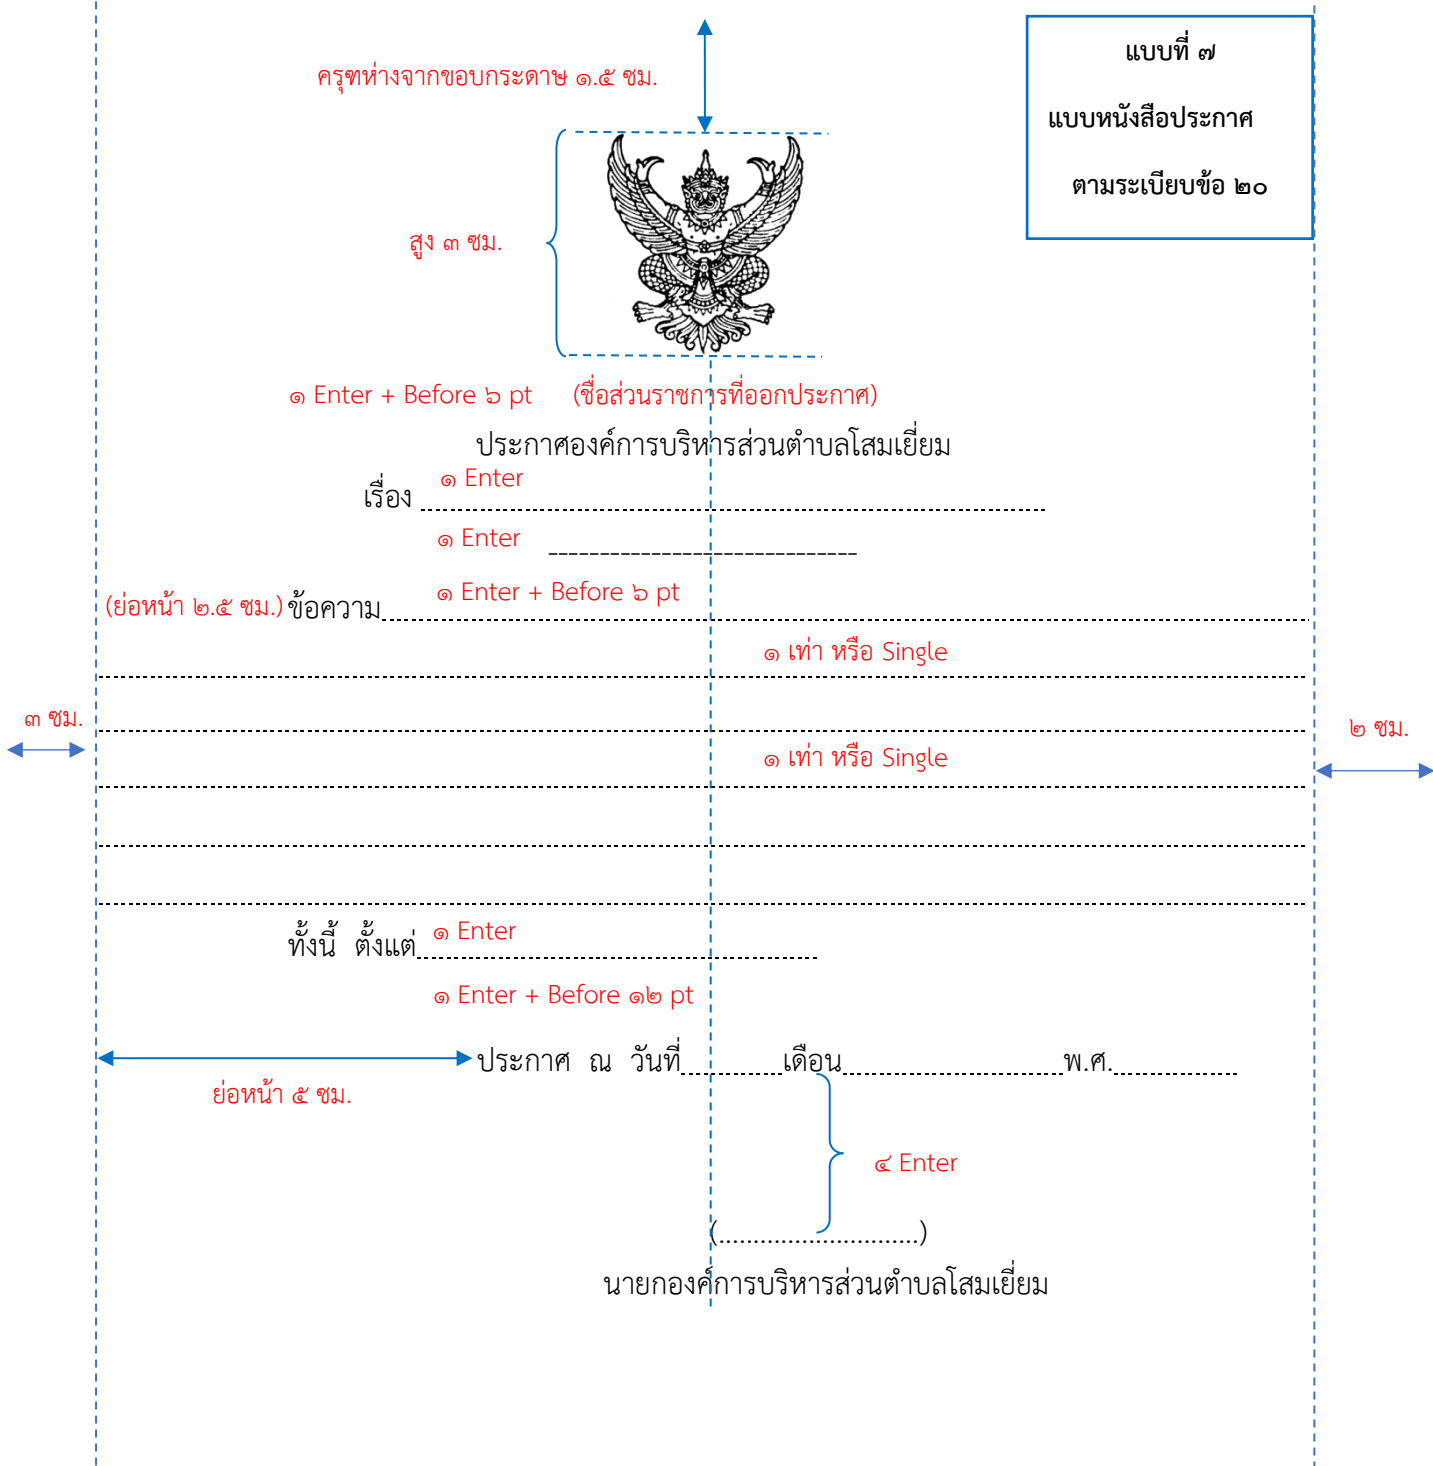 แบบที่ ๗
แบบหนังสือประกาศ
ตามระเบียบข้อ ๒๐
ครุฑห่างจากขอบกระดาษ ๑.๕ ซม.
สูง ๓ ซม.
๑ Enter + Before ๖ pt (ชื่อส่วนราชการที่ออกประกาศ)
ประกาศองค์การบริหารส่วนตำบลโสมเยี่ยม
๑ Enter
เรื่อง
๑ Enter ______________________________
๑ Enter + Before ๖ pt
(ย่อหน้า ๒.๕ ซม.) ข้อความ
๑ เท่า หรือ Single
๓ ซม.
๒ ซม.
๑ เท่า หรือ Single
๑ Enter
ทั้งนี้ ตั้งแต่
๑ Enter + Before ๑๒ pt
ประกาศ ณ วันที่..........เดือน......................พ.ศ.............
ย่อหน้า ๕ ซม.
๔ Enter
(.............................)
นายกองค์การบริหารส่วนตำบลโสมเยี่ยม